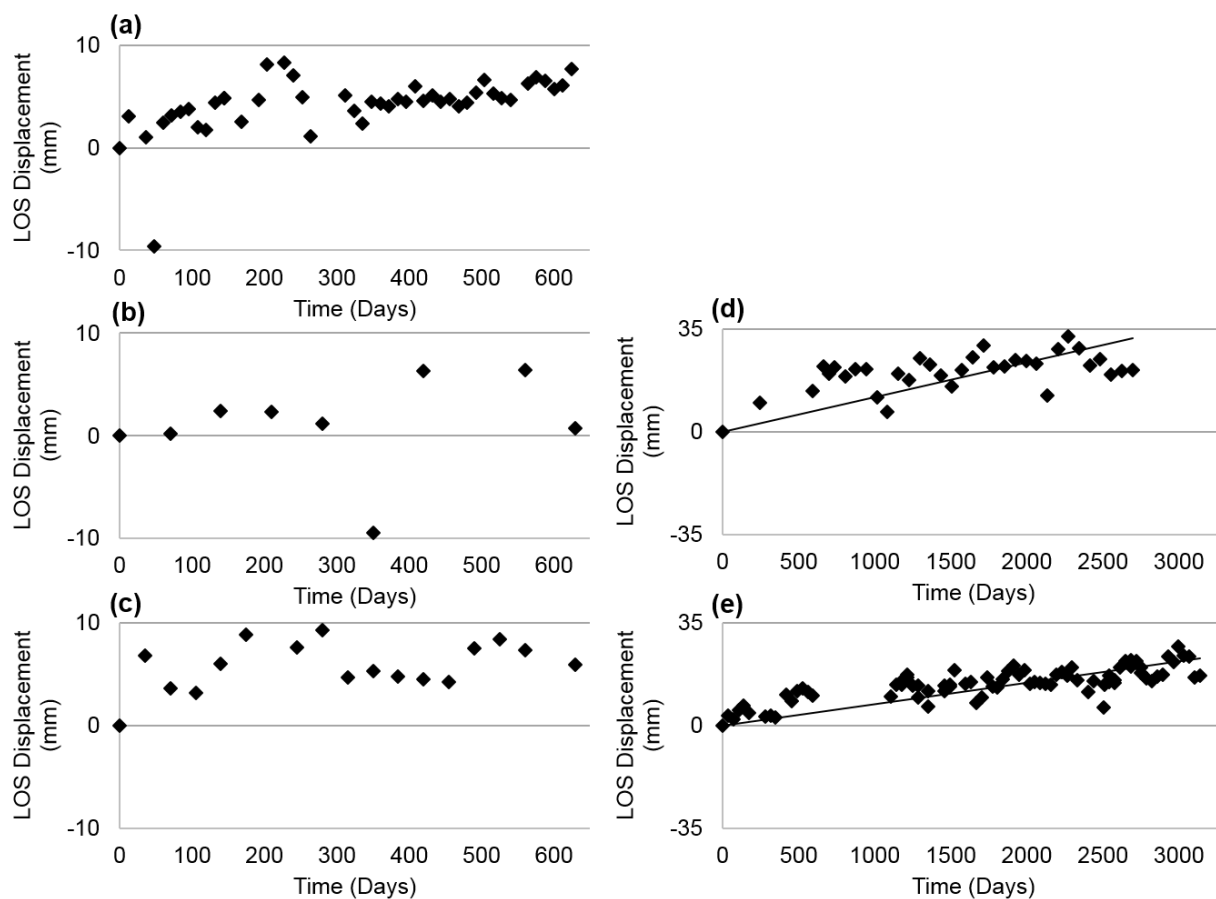 (a)
10
0
-10
LOS Displacement
(mm)
0 100 200 300 400 500 600
Time (Days)
(b)
10
0
-10
LOS Displacement
(mm)
0 100 200 300 400 500 600
Time (Days)
(c)
10
0
-10
LOS Displacement
(mm)
0 100 200 300 400 500 600
Time (Days)
(d)
35
0
-35
LOS Displacement
(mm)
0 500 1000 1500 2000 2500 3000
Time (Days)
(e)
35
0
-35
LOS Displacement
(mm)
0 500 1000 1500 2000 2500 3000
Time (Days)